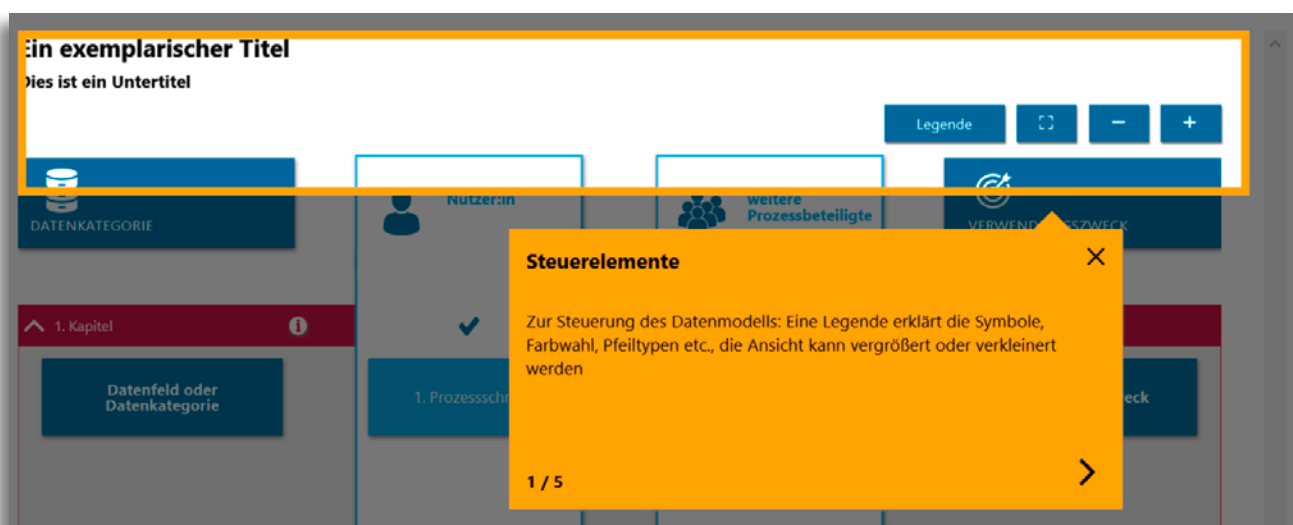 Ein exemplarischer Titel
Dies ist ein Untertitel
Legende
DATENKATEGORIE
Nutzer:in
weitere
Prozessbeteiligte
Steuerelemente
Zur Steuerung des Datenmodells: Eine Legende erklärt die Symbole,
Farbwahl, Pfeiltypen etc., die Ansicht kann vergrößert oder verkleinert
werden
1 / 5
1. Kapitel
Datenfeld oder
Datenkategorie